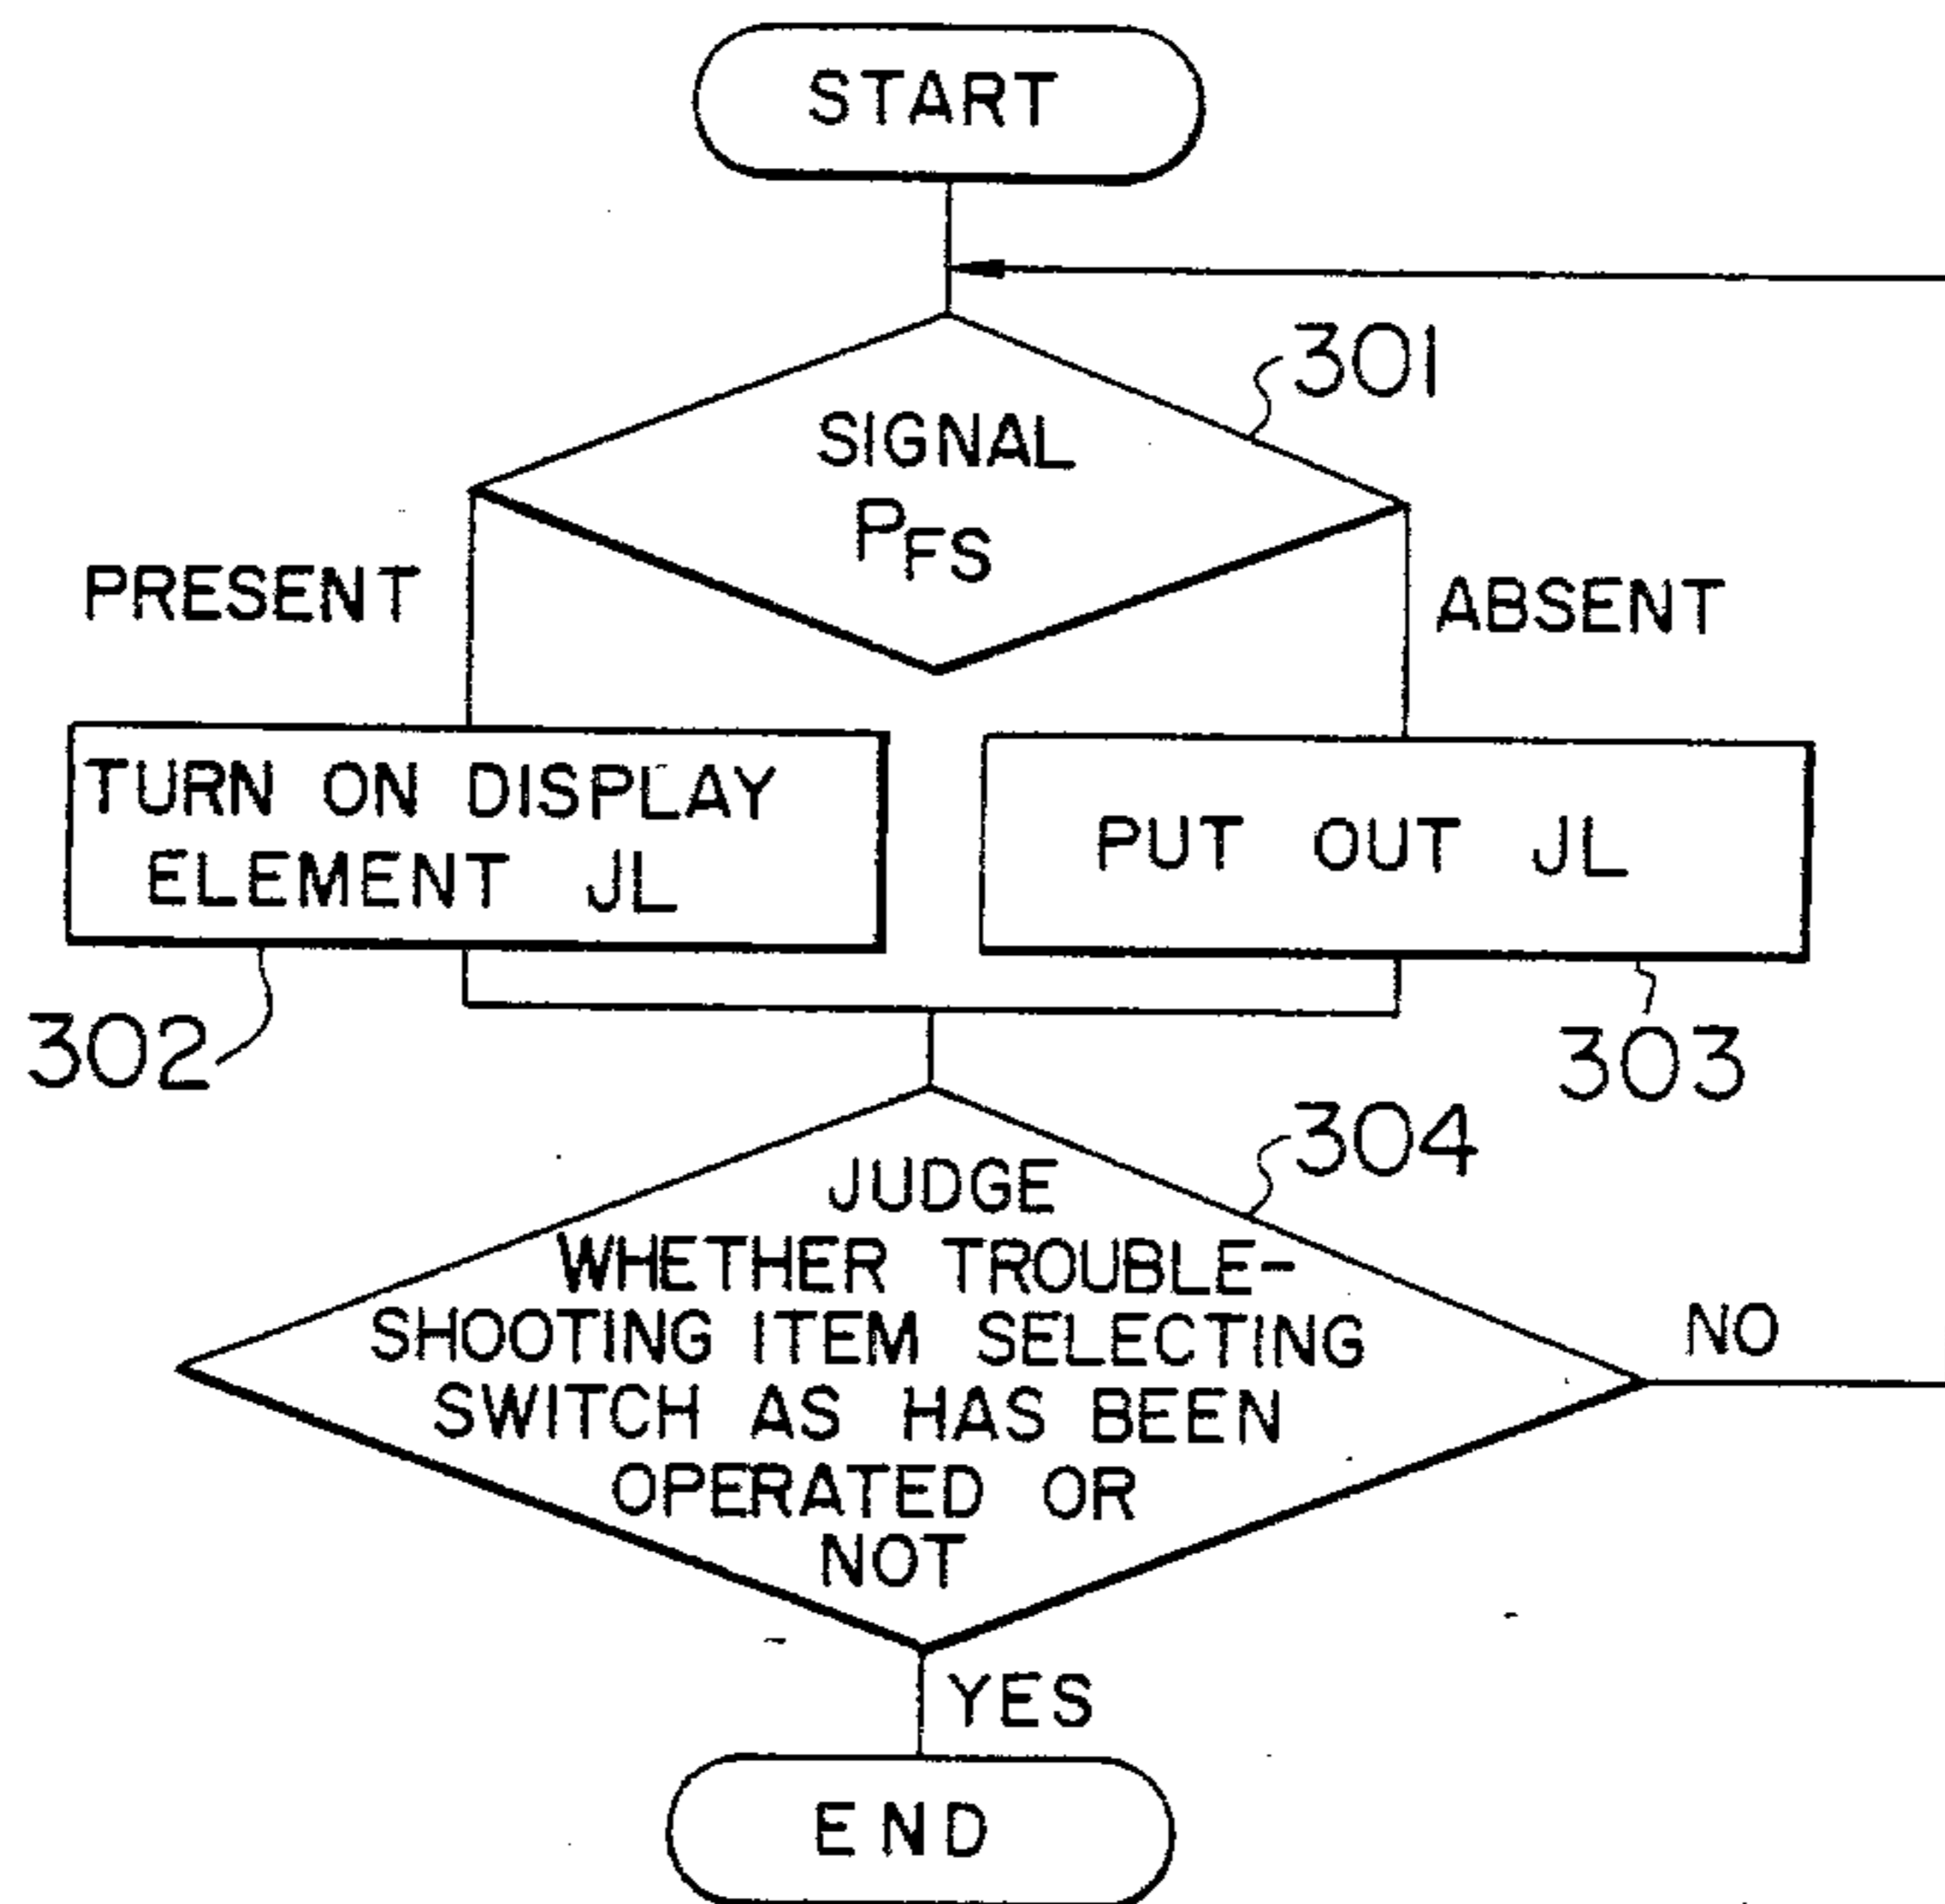 START
301
SIGNAL
PFS
PRESENT
ABSENT
TURN ON DISPLAY
ELEMENT JL
PUT OUT JL
302
303
304
JUDGE
WHETHER TROUBLE-
SHOOTING ITEM SELECTING
SWITCH AS HAS BEEN
OPERATED OR
NOT
NO
YES
END